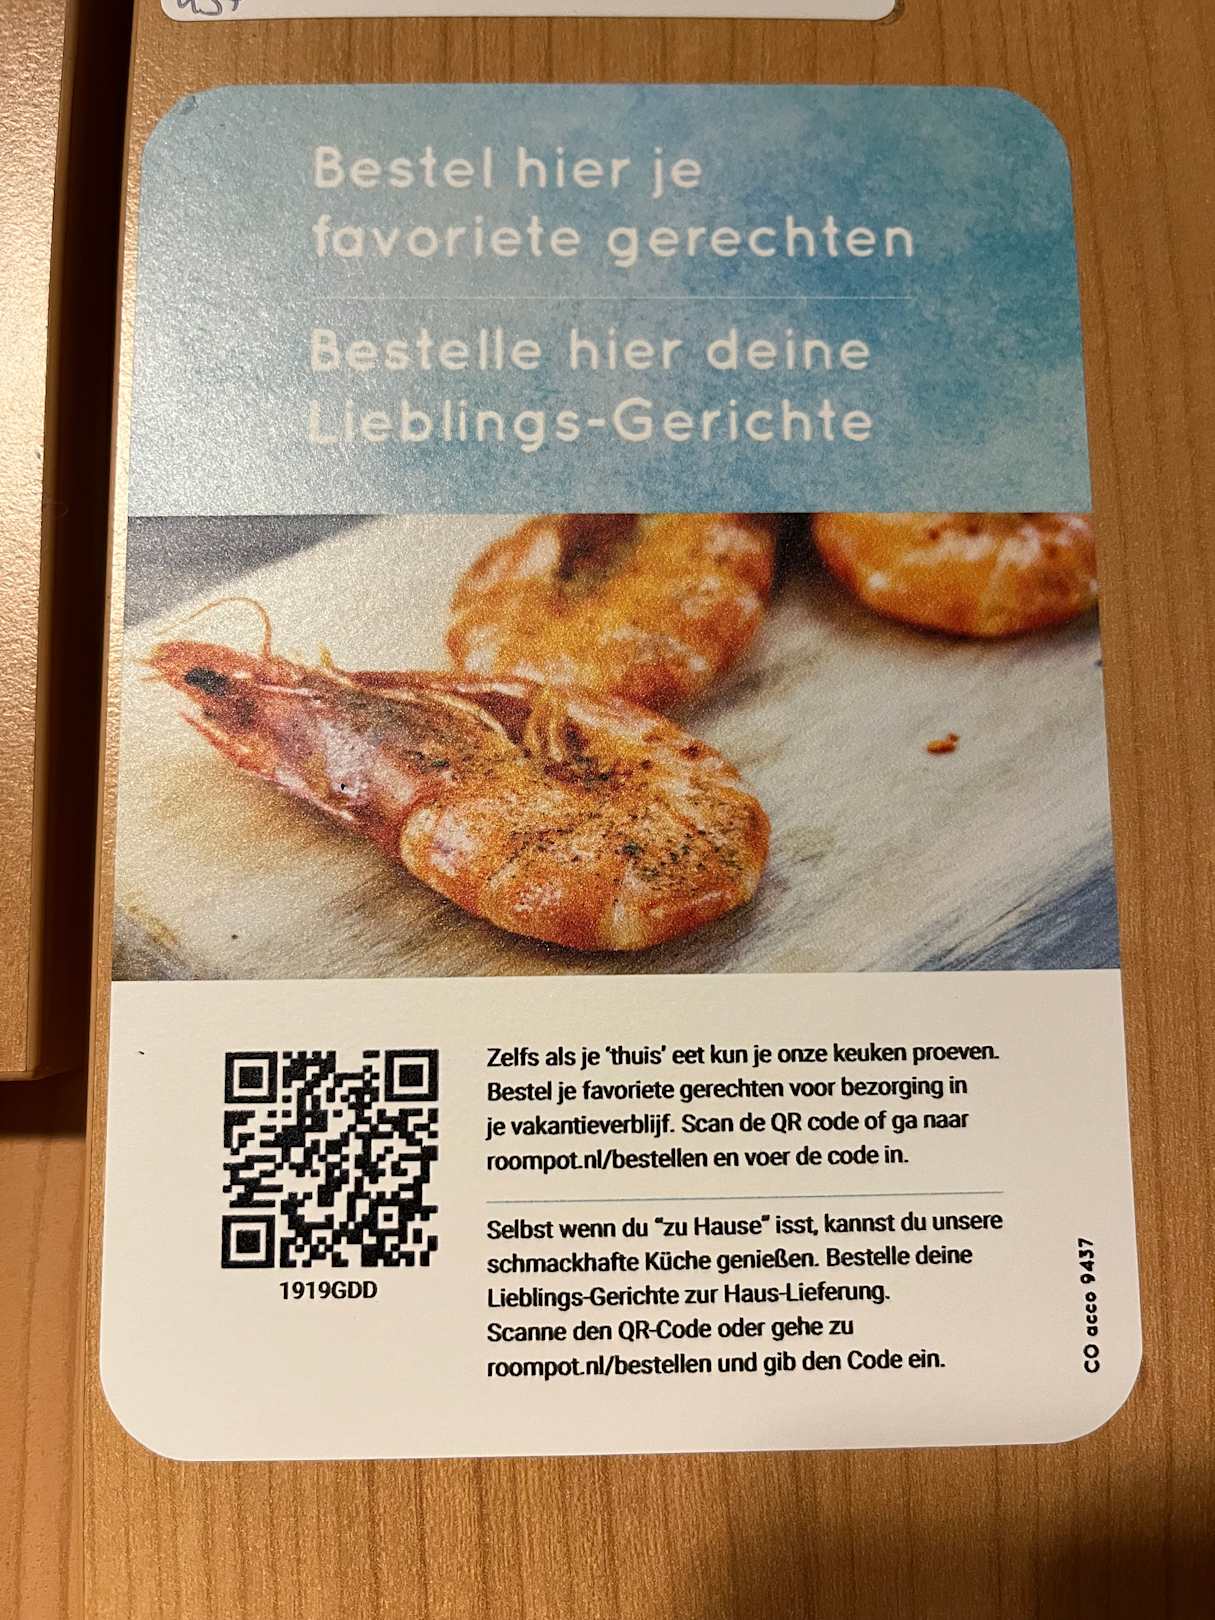 Bestel hier je
favoriete gerechten
Bestelle hier deine
Lieblings-Gerichte
Zelfs als je ‘thuis’ eet kun je onze keuken proeven.
Bestel je favoriete gerechten voor bezorging in
je vakantieverblijf. Scan de QR code of ga naar
roompot.nl/bestellen en voer de code in.
Selbst wenn du “zu Hause” isst, kannst du unsere
schmackhafte Küche genießen. Bestelle deine
Lieblings-Gerichte zur Haus-Lieferung.
Scanne den QR-Code oder gehe zu
roompot.nl/bestellen und gib den Code ein.
1919GDD
CO acco 9437